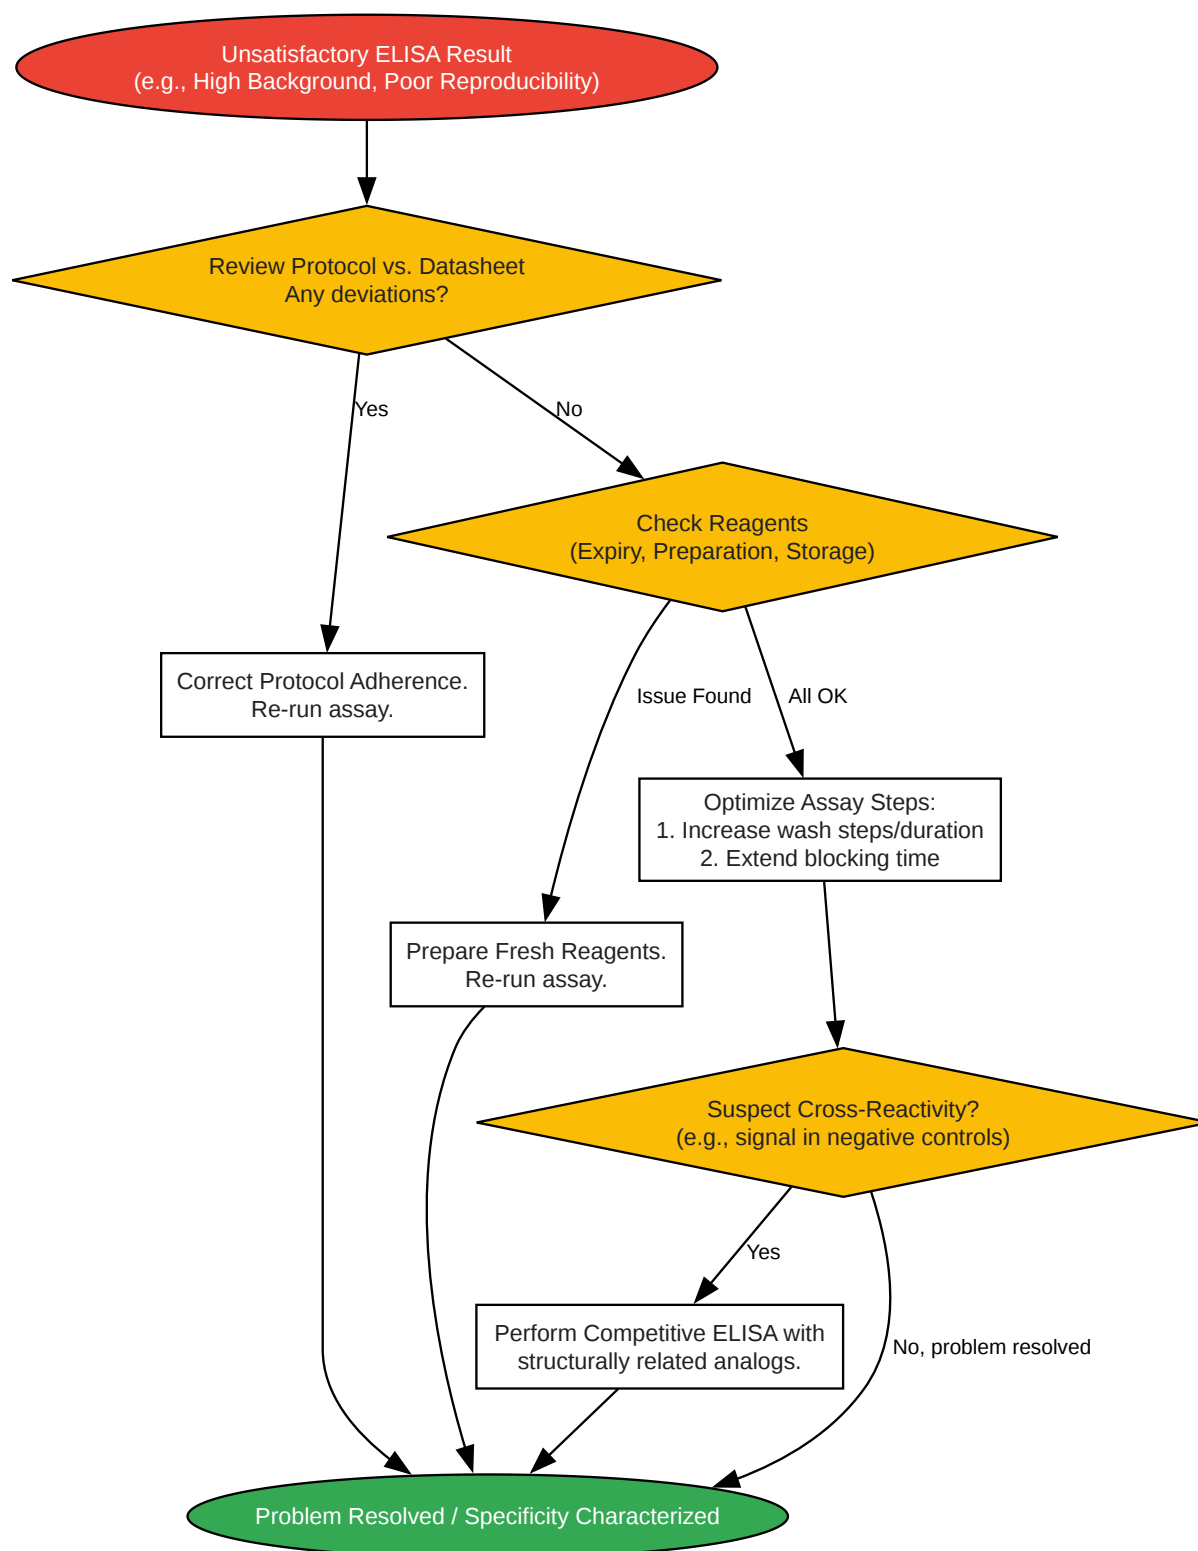 Unsatisfactory ELISA Result
(e.g., High Background, Poor Reproducibility)
Review Protocol vs. Datasheet
Any deviations?
Yes
No
Check Reagents
(Expiry, Preparation, Storage)
Correct Protocol Adherence.
Re-run assay.
Issue Found
All OK
Optimize Assay Steps:
1. Increase wash steps/duration
2. Extend blocking time
Prepare Fresh Reagents.
Re-run assay.
Suspect Cross-Reactivity?
(e.g., signal in negative controls)
Yes
Perform Competitive ELISA with
structurally related analogs.
No, problem resolved
Problem Resolved / Specificity Characterized